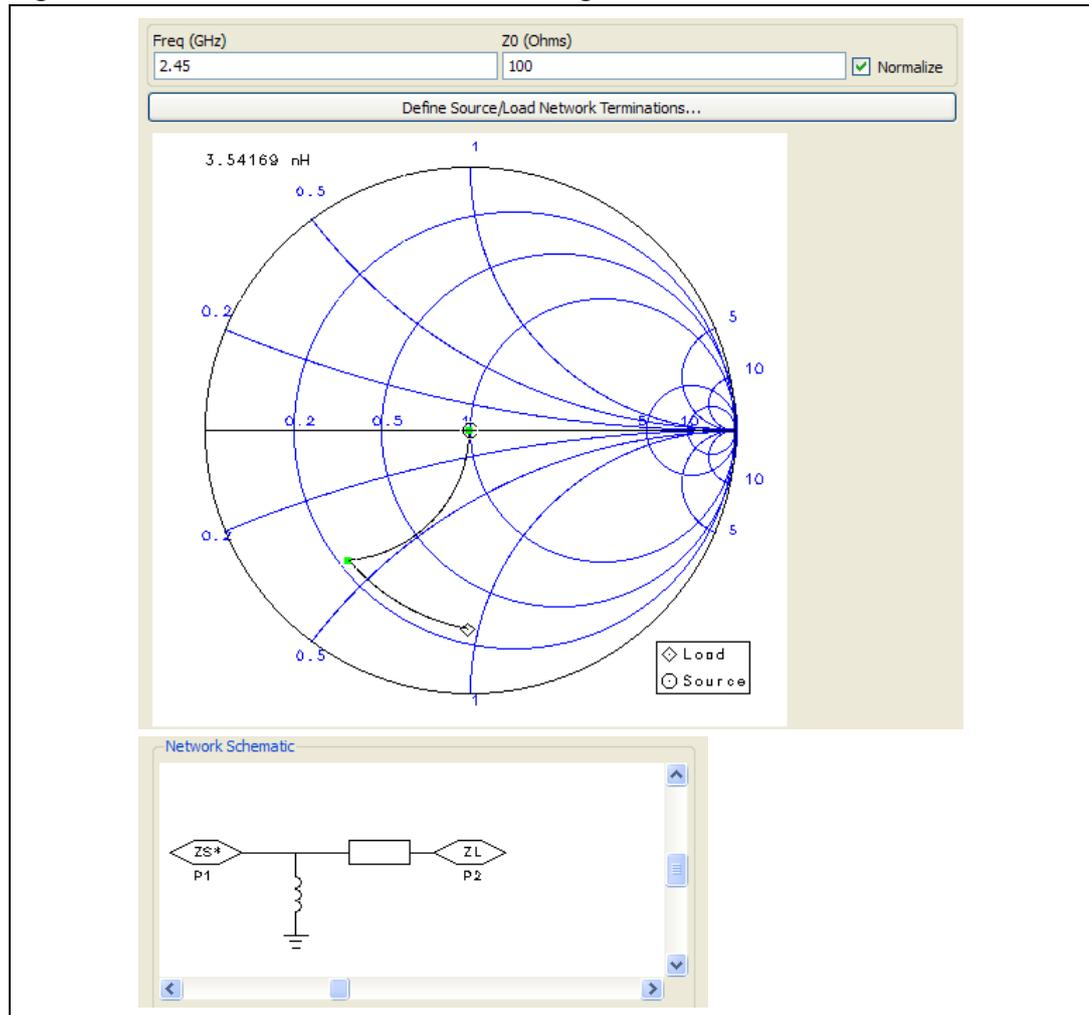 Freq (GHz)
Z0 (Ohms)
2.45
100
Normalize
Define Source/Load Network Terminations...
3.54169 nH
1
0.5
0.2
5
10
0.2
0.5
1
5
10
10
0.2
5
0.5
1
Load
Source
Network Schematic
ZS*
ZL
P1
P2